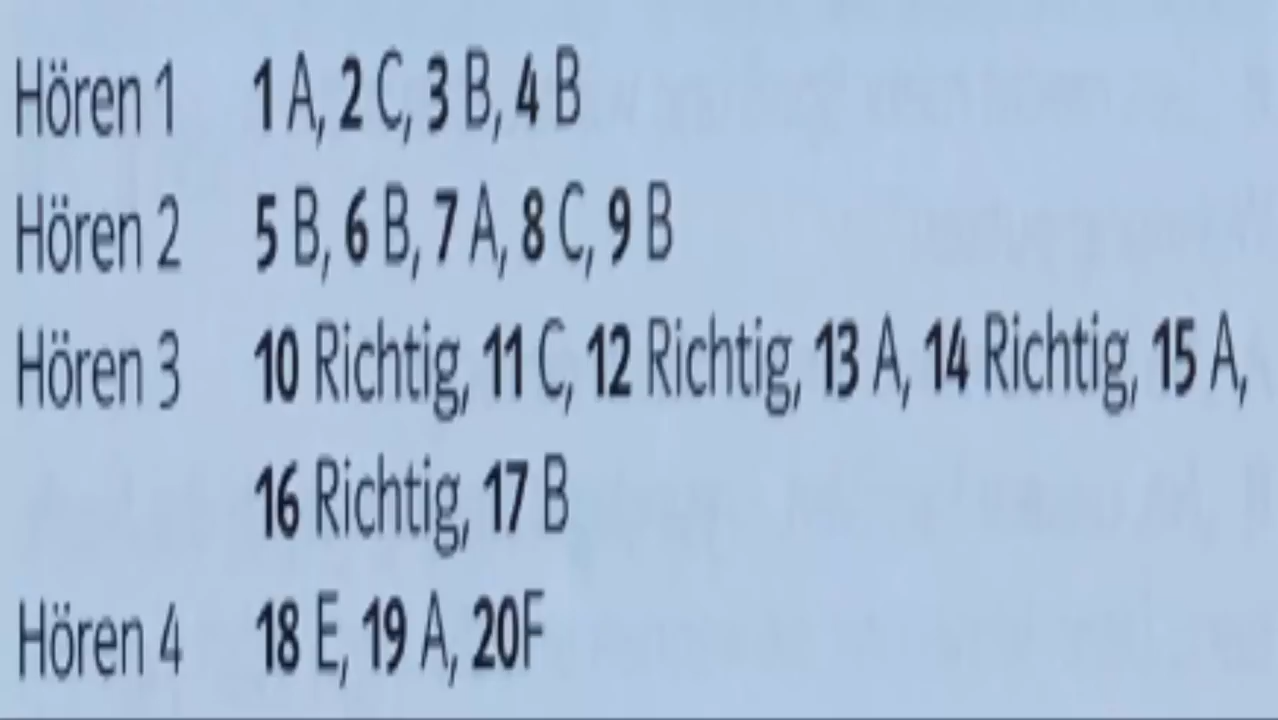 Hören 1 1 A, 2 C, 3 B, 4 B
Hören 2 5 B, 6 B, 7 A, 8 C, 9 B
Hören 3 10 Richtig, 11 C, 12 Richtig, 13 A, 14 Richtig, 15 A,
16 Richtig, 17 B
Hören 4 18 E, 19 A, 20F